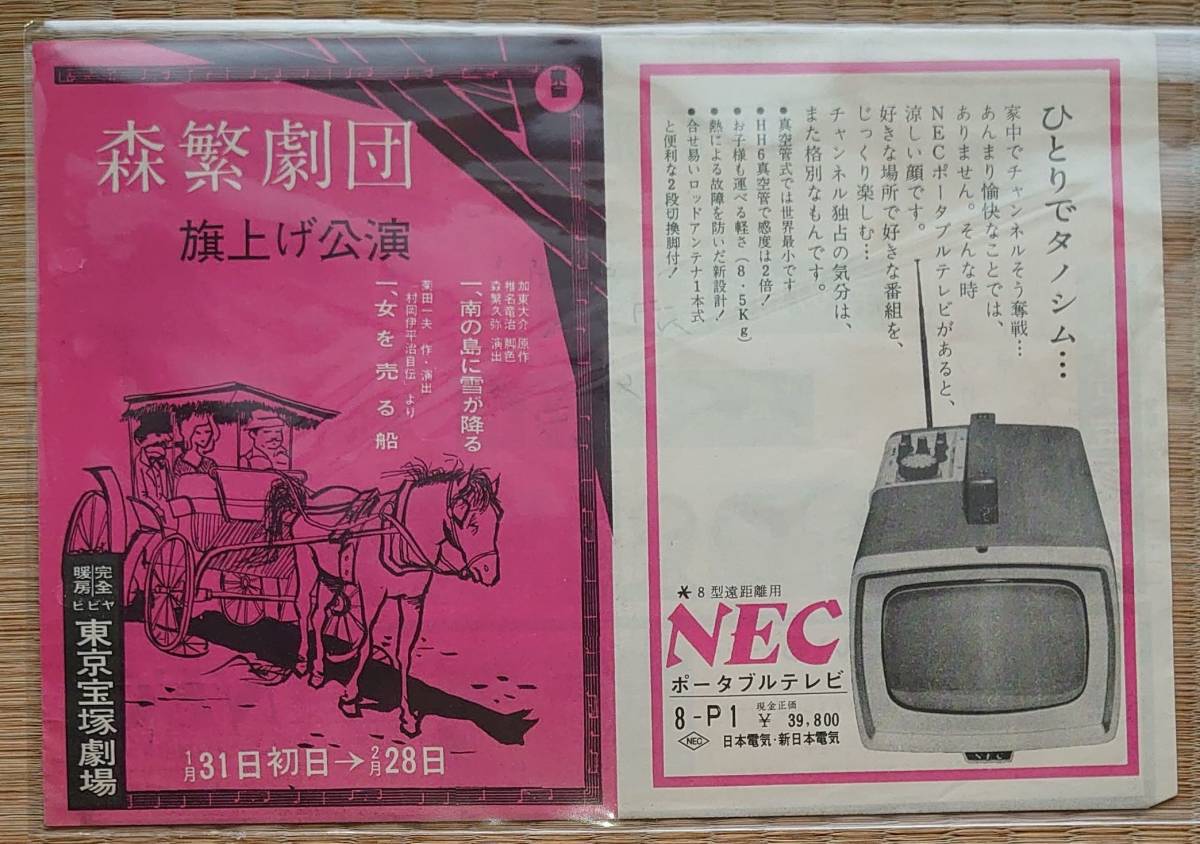 東宝
森繁劇団
旗上げ公演
加東大介 原作
椎名竜治 脚色
森繁久弥 演出
一、南の島に雪が降る
菊田一夫 作・演出
「村岡伊平治自伝」より
一、女を売る船
完全
暖房
ヤビビ
東京宝塚劇場
1月31日初日→2月28日
ひとりでタノシム…
家中でチャンネルそう奪戦…
あんまり愉快なことでは、
ありません。そんな時
NECポータブルテレビがあると、
涼しい顔です。
好きな場所で好きな番組を、
じっくり楽しむ…
チャンネル独占の気分は、
また格別なもんです。
●真空管式では世界最小です
●HH6真空管で感度は2倍!
●お子様も運べる軽さ(8.5Kg)
●熱による故障を防いだ新設計!
●合せ易いロッドアンテナ1本式
と便利な2段切換脚付!
*8型遠距離用
NEC
ポータブルテレビ
8-P1 現金正価 ¥ 39,800
NEC 日本電気・新日本電気
NEC